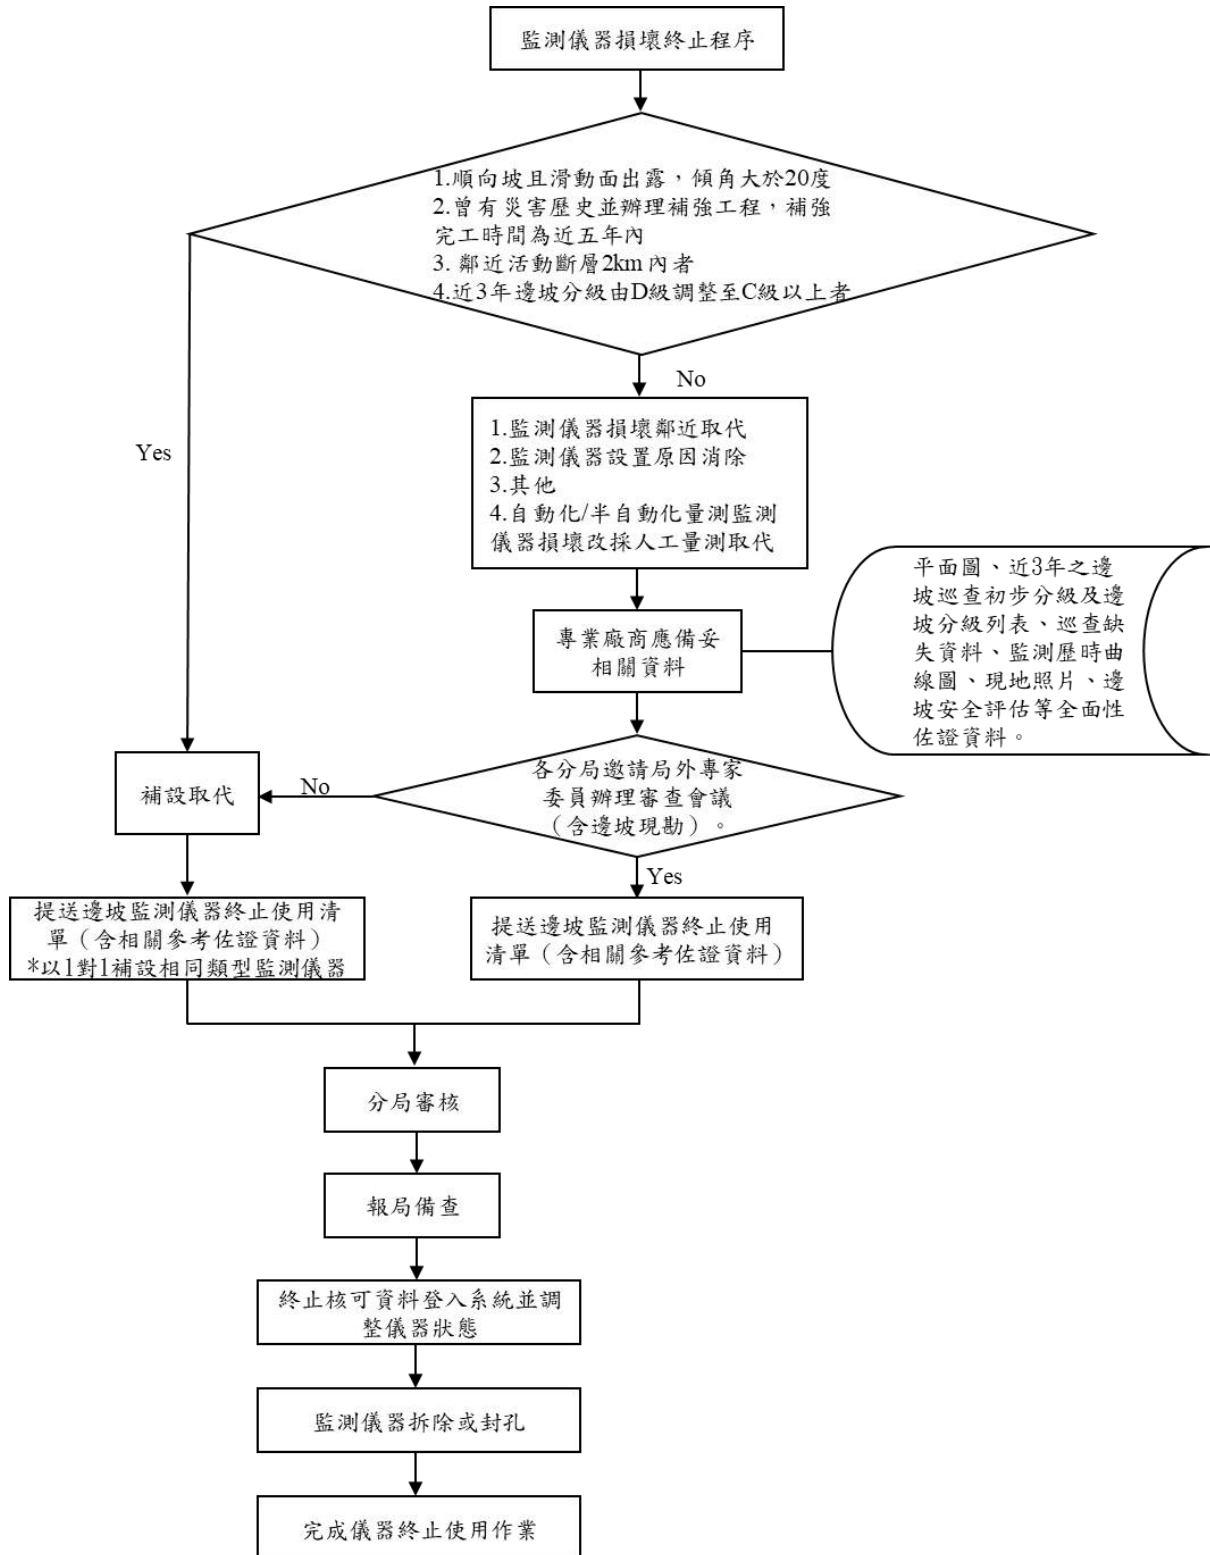 監測儀器損壞終止程序
1.順向坡且滑動面出露，傾角大於20度
2.曾有災害歷史並辦理補強工程，補強
完工時間為近五年內
3. 鄰近活動斷層2km內者
4.近3年邊坡分級由D級調整至C級以上者
No
Yes
1.監測儀器損壞鄰近取代
2.監測儀器設置原因消除
3.其他
4.自動化/半自動化量測監測
儀器損壞改採人工量測取代
專業廠商應備妥
相關資料
平面圖、近3年之邊
坡巡查初步分級及邊
坡分級列表、巡查缺
失資料、監測歷時曲
線圖、現地照片、邊
坡安全評估等全面性
佐證資料。
各分局邀請局外專家
委員辦理審查會議
（含邊坡現勘）。
No
補設取代
Yes
提送邊坡監測儀器終止使用清
單（含相關參考佐證資料）
*以1對1補設相同類型監測儀器
提送邊坡監測儀器終止使用
清單（含相關參考佐證資料）
分局審核
報局備查
終止核可資料登入系統並調
整儀器狀態
監測儀器拆除或封孔
完成儀器終止使用作業